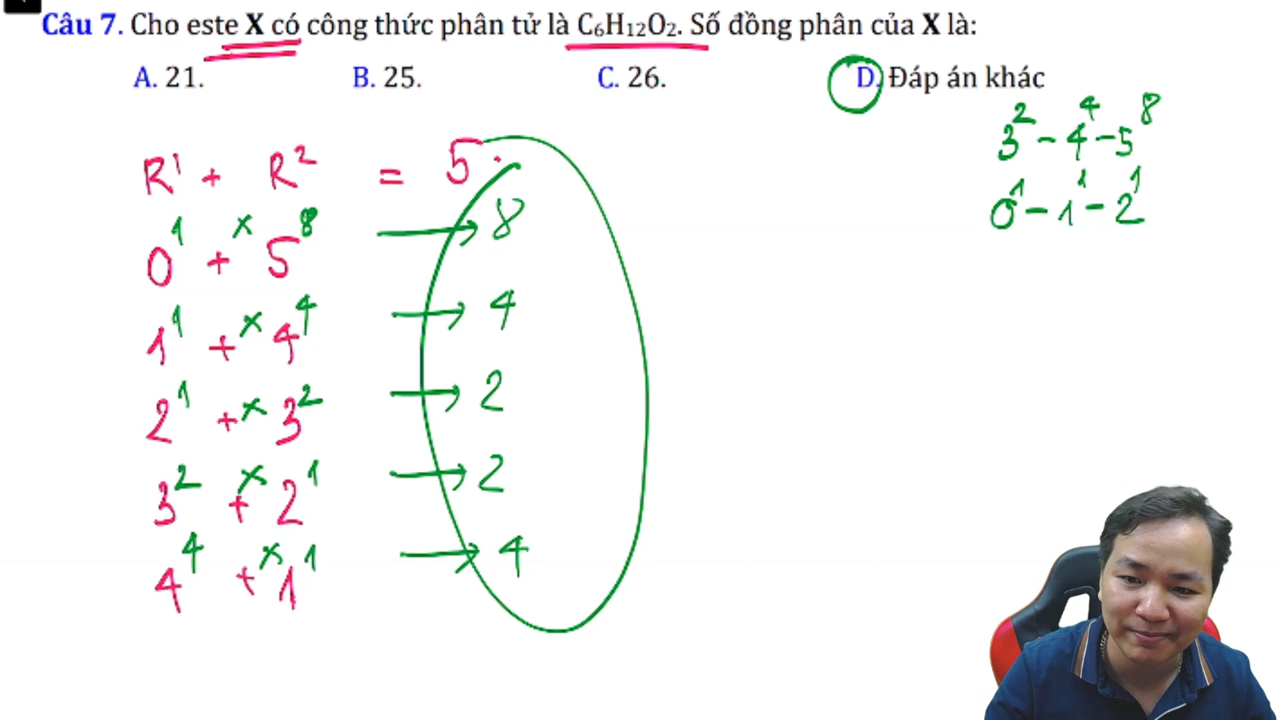 Câu 7. Cho este X có công thức phân tử là C₆H₁₂O₂. Số đồng phân của X là:
A. 21. B. 25. C. 26. D. Đáp án khác
3² - 4⁴ - 5⁸
0¹ - 1¹ - 2¹
R¹ + R² = 5
0¹ + x 5⁸ → 8
1¹ + x 4⁴ → 4
2¹ + x 3² → 2
3² + x 2¹ → 2
4⁴ + x 1¹ → 4